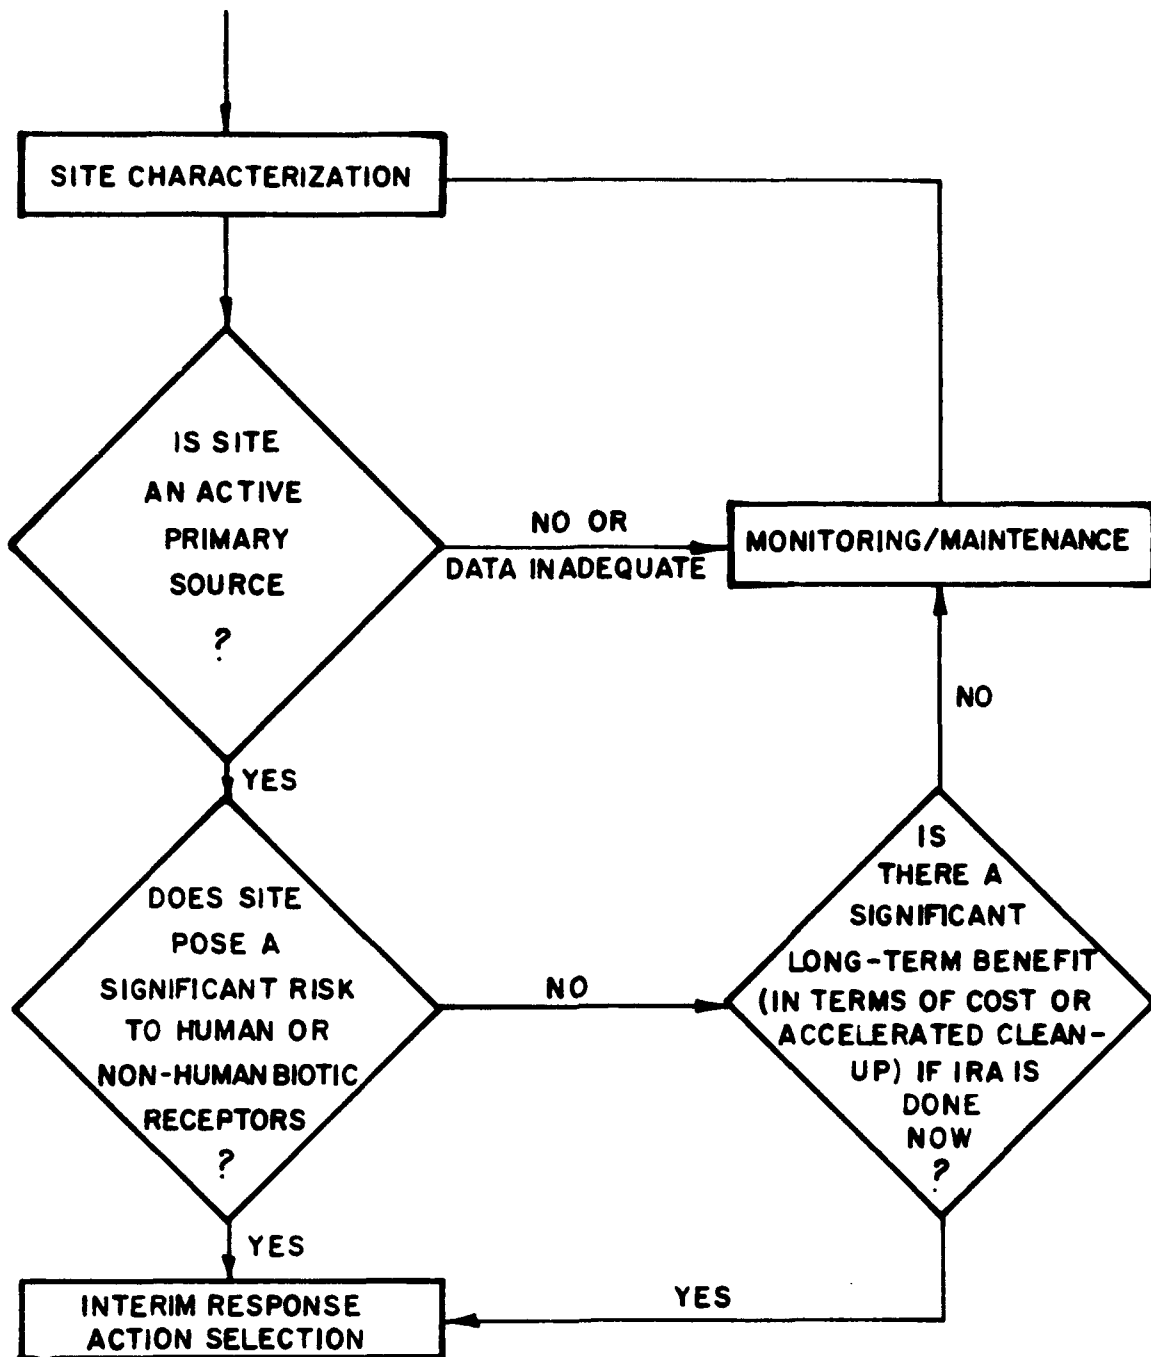 SITE CHARACTERIZATION
IS SITE
AN ACTIVE
PRIMARY
SOURCE
?
NO OR
DATA INADEQUATE
MONITORING/MAINTENANCE
NO
YES
DOES SITE
POSE A
SIGNIFICANT RISK
TO HUMAN OR
NON-HUMAN BIOTIC
RECEPTORS
?
NO
IS
THERE A
SIGNIFICANT
LONG-TERM BENEFIT
(IN TERMS OF COST OR
ACCELERATED CLEAN-
UP) IF IRA IS
DONE
NOW
?
YES
YES
INTERIM RESPONSE
ACTION SELECTION